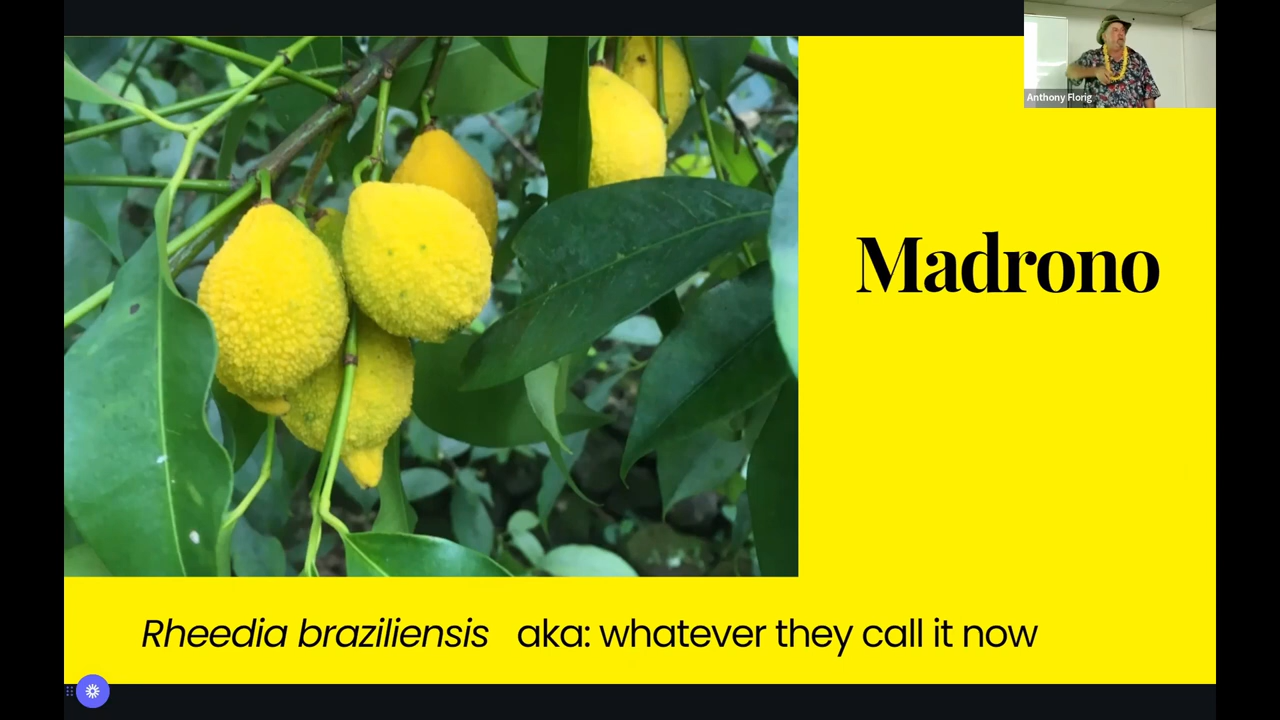 Anthony Florig
Madrono
Rheedia braziliensis aka: whatever they call it now